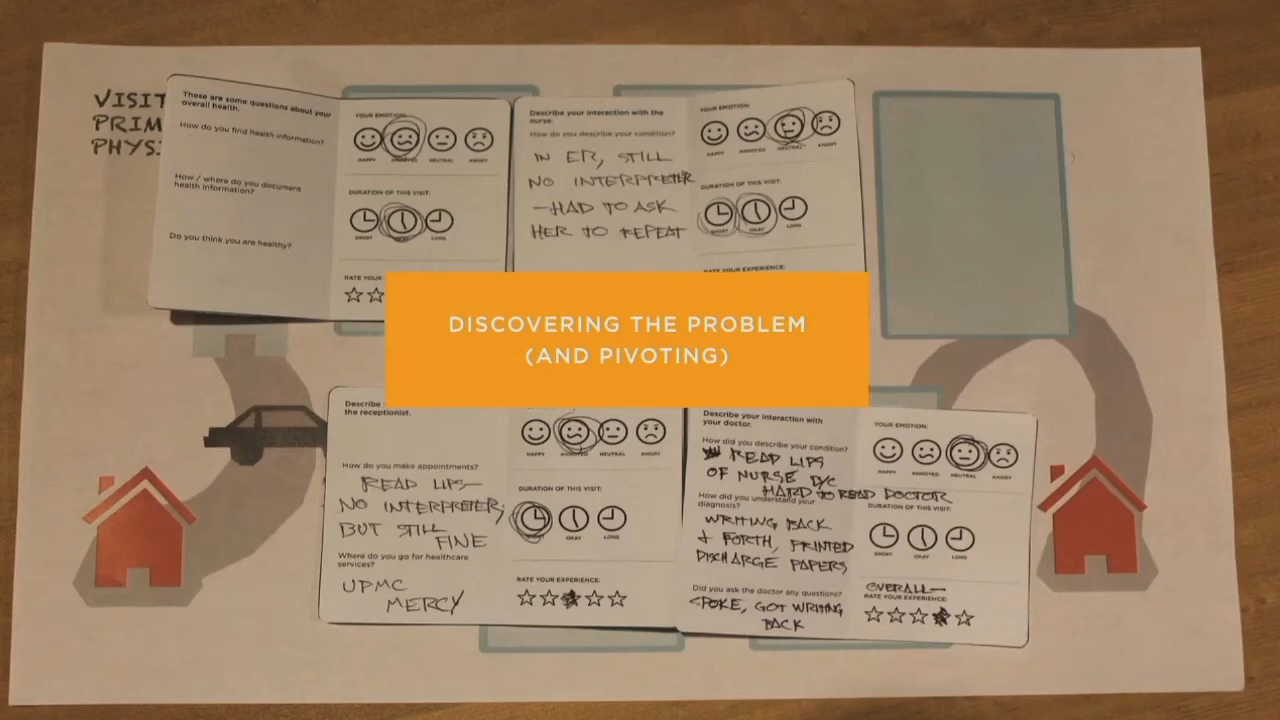 VISIT
PRIM
PHYSI
These are some questions about your
overall health.
How do you find health information?
How / where do you document
health information?
Do you think you are healthy?
YOUR EMOTION:
HAPPY ANNOYED NEUTRAL ANGRY
DURATION OF THIS VISIT:
SHORT OKAY LONG
RATE YOUR
Describe your interaction with the
nurse.
How do you describe your condition?
IN ER, STILL
NO INTERPRETER
—HAD TO ASK
HER TO REPEAT
YOUR EMOTION:
HAPPY ANNOYED NEUTRAL ANGRY
DURATION OF THIS VISIT:
SHORT OKAY LONG
RATE YOUR EXPERIENCE:
DISCOVERING THE PROBLEM
(AND PIVOTING)
Describe
the receptionist.
How do you make appointments?
READ LIPS—
NO INTERPRETER,
BUT STILL
FINE
Where do you go for healthcare
services?
UPMC
MERCY
HAPPY ANNOYED NEUTRAL ANGRY
DURATION OF THIS VISIT:
SHORT OKAY LONG
RATE YOUR EXPERIENCE:
Describe your interaction with
your doctor.
How did you describe your condition?
READ LIPS
OF NURSE B/C
HARD TO READ DOCTOR
How did you understand your
diagnosis?
WRITING BACK
+ FORTH, PRINTED
DISCHARGE PAPERS
Did you ask the doctor any questions?
SPOKE, GOT WRITING
BACK
YOUR EMOTION:
HAPPY ANNOYED NEUTRAL ANGRY
DURATION OF THIS VISIT:
SHORT OKAY LONG
OVERALL—
RATE YOUR EXPERIENCE: